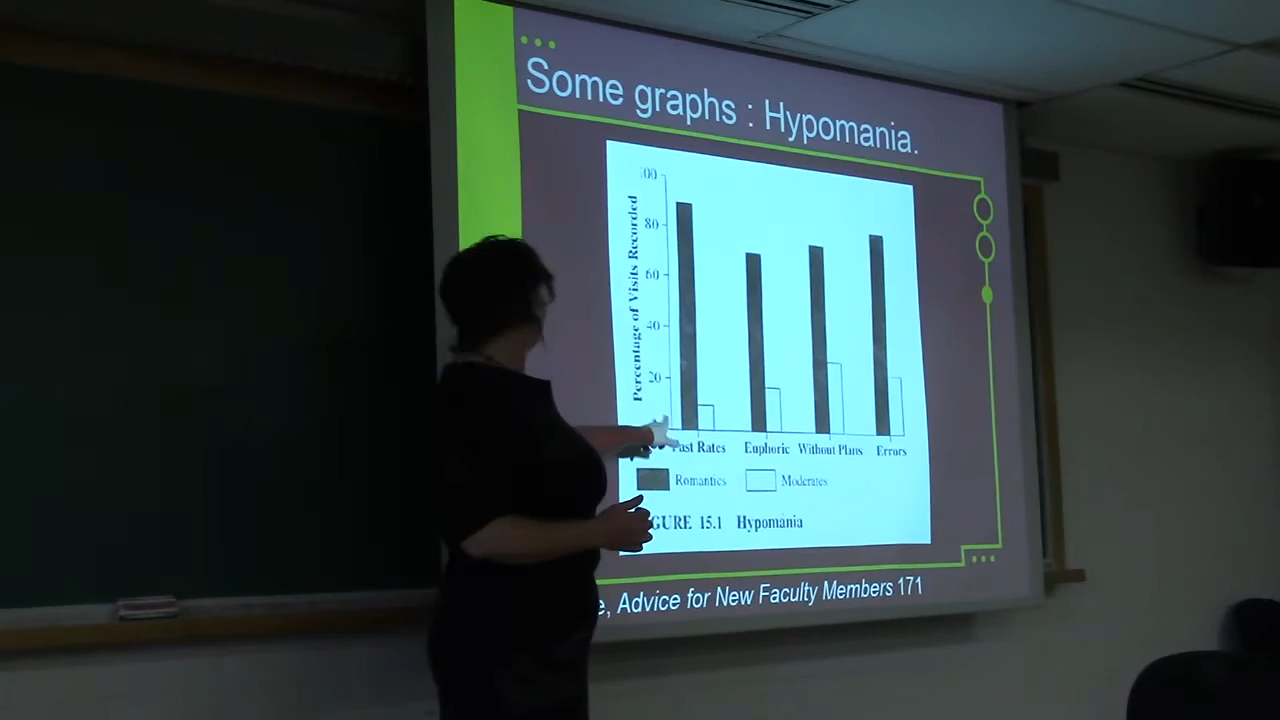 Some graphs : Hypomania.
Percentage of Visits Recorded
100
80
60
40
20
Fast Rates Euphoric Without Plans Errors
Romantics Moderates
GURE 15.1 Hypomania
e, Advice for New Faculty Members 171